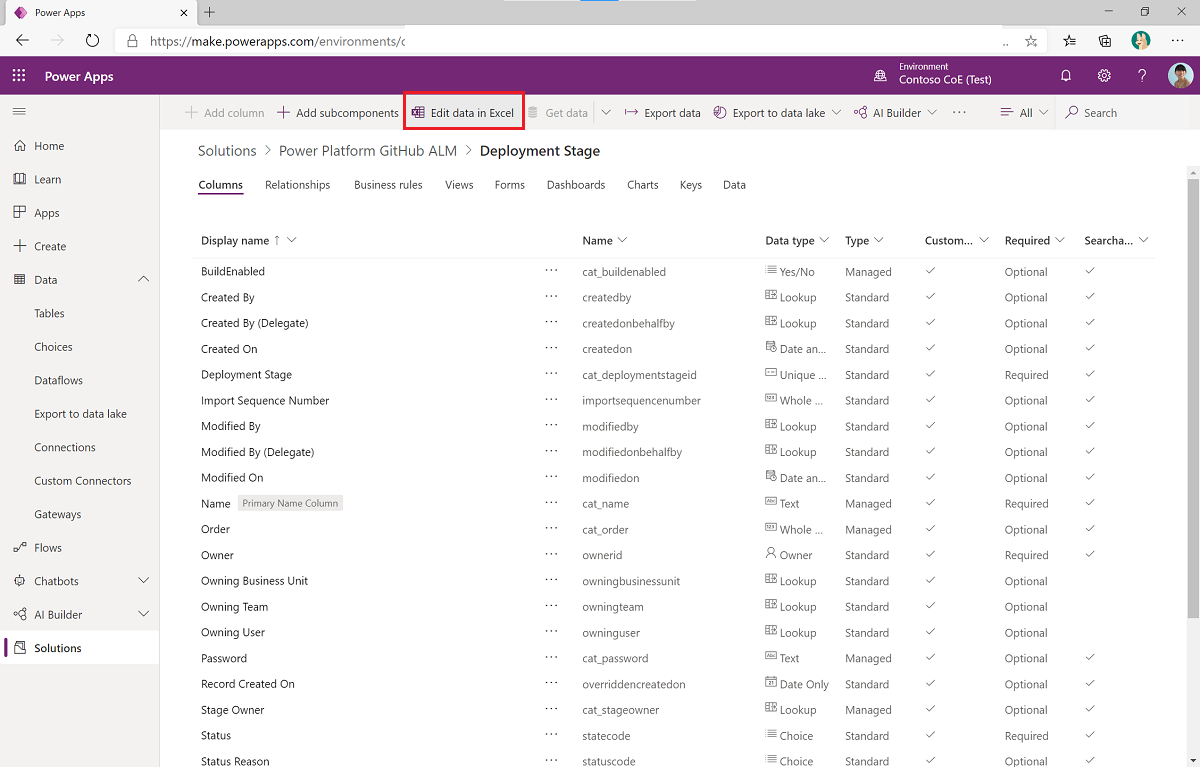 Power Apps
https://make.powerapps.com/environments/c
Power Apps
Environment
Contoso CoE (Test)
Add column Add subcomponents Edit data in Excel Get data Export data Export to data lake AI Builder All Search
Solutions > Power Platform GitHub ALM > Deployment Stage
Columns Relationships Business rules Views Forms Dashboards Charts Keys Data
Home
Learn
Apps
Create
Data
Tables
Choices
Dataflows
Export to data lake
Connections
Custom Connectors
Gateways
Flows
Chatbots
AI Builder
Solutions
Display name ↑ Name Data type Type Custom... Required Searcha...
BuildEnabled ... cat_buildenabled Yes/No Managed Optional
Created By ... createdby Lookup Standard Optional
Created By (Delegate) ... createdonbehalfby Lookup Standard Optional
Created On ... createdon Date an... Standard Optional
Deployment Stage ... cat_deploymentstageid Unique ... Standard Required
Import Sequence Number ... importsequencenumber Whole ... Standard Optional
Modified By ... modifiedby Lookup Standard Optional
Modified By (Delegate) ... modifiedonbehalfby Lookup Standard Optional
Modified On ... modifiedon Date an... Standard Optional
Name Primary Name Column ... cat_name Text Managed Required
Order ... cat_order Whole ... Managed Optional
Owner ... ownerid Owner Standard Required
Owning Business Unit ... owningbusinessunit Lookup Standard Optional
Owning Team ... owningteam Lookup Standard Optional
Owning User ... owninguser Lookup Standard Optional
Password ... cat_password Text Managed Optional
Record Created On ... overriddencreatedon Date Only Standard Optional
Stage Owner ... cat_stageowner Lookup Managed Optional
Status ... statecode Choice Standard Required
Status Reason ... statuscode Choice Standard Optional